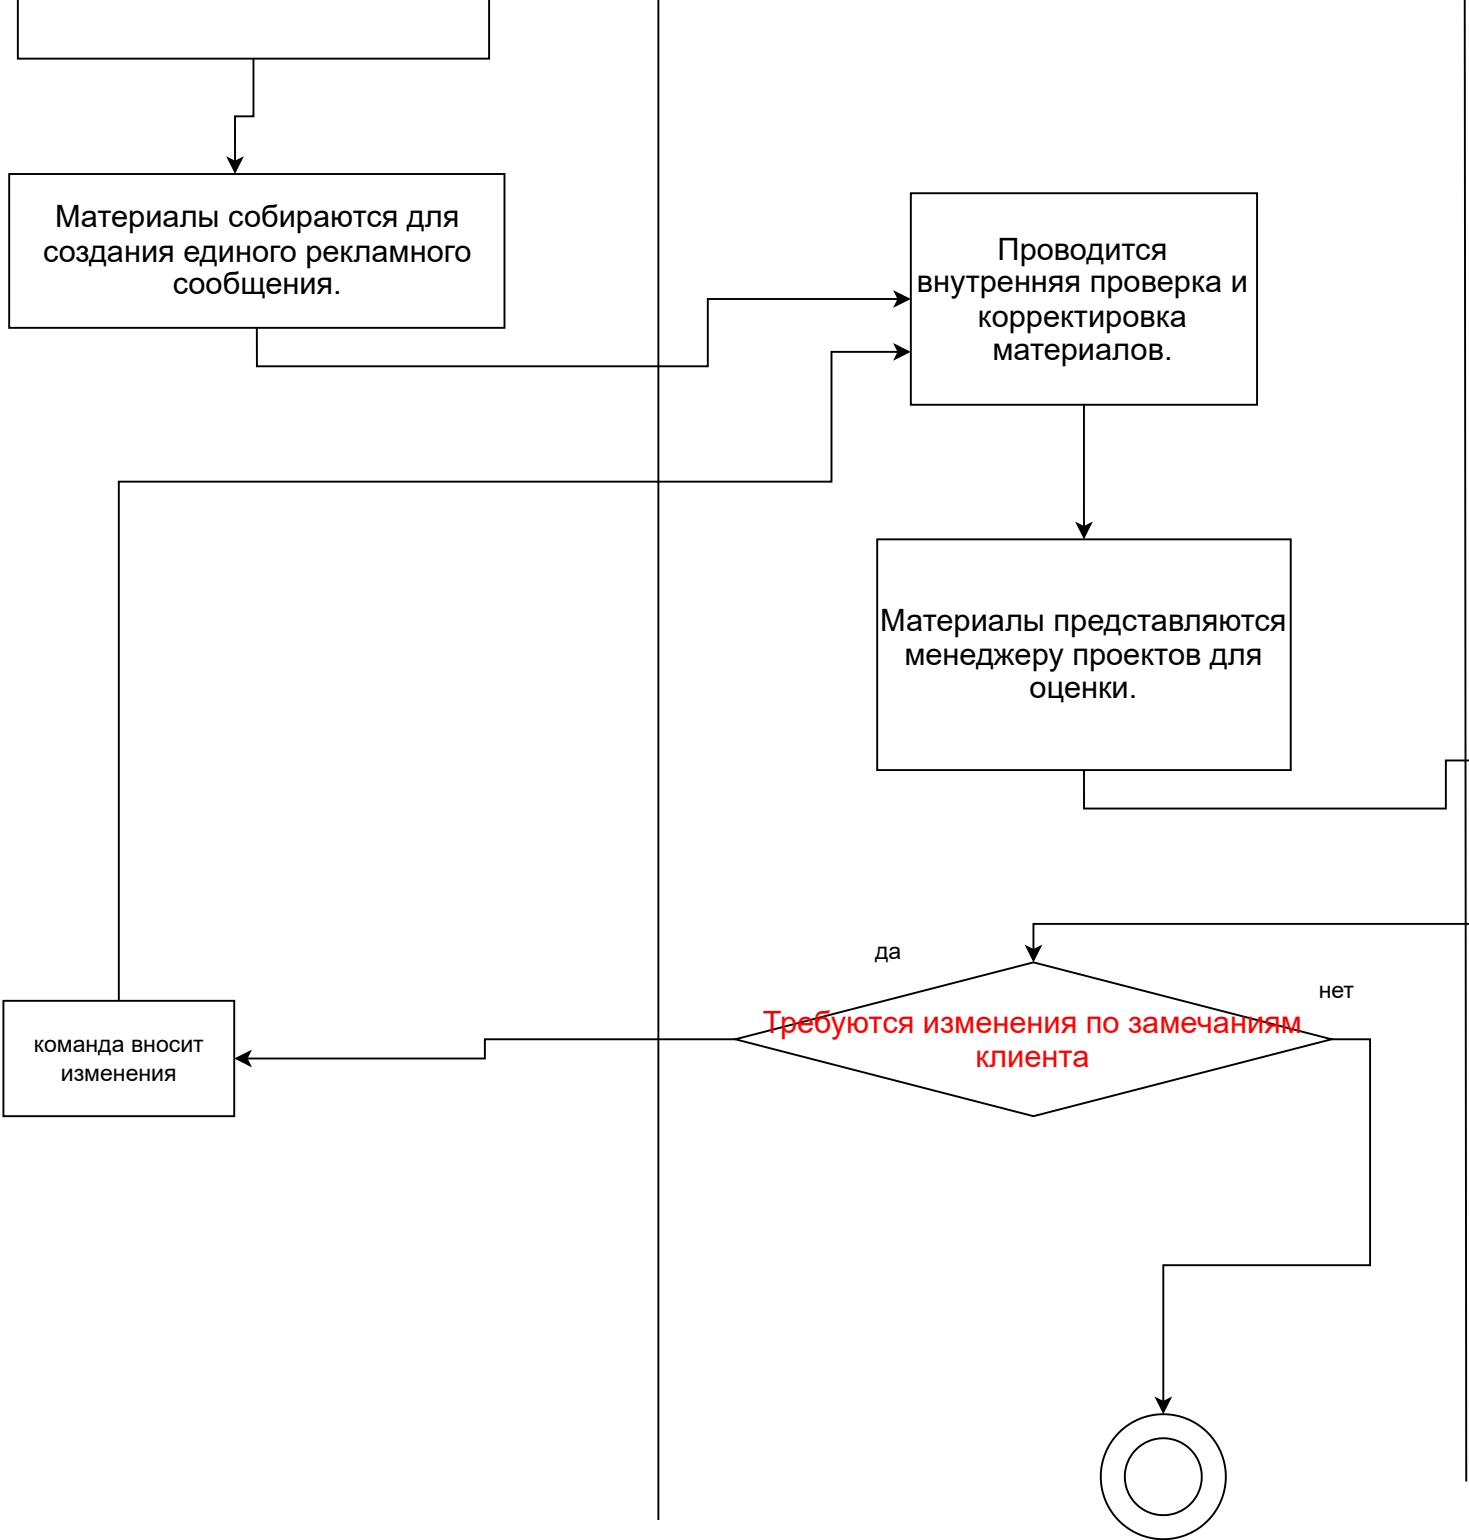 Материалы собираются для
создания единого рекламного
сообщения.
Проводится
внутренняя проверка и
корректировка
материалов.
Материалы представляются
менеджеру проектов для
оценки.
да
нет
Требуются изменения по замечаниям
клиента
команда вносит
изменения